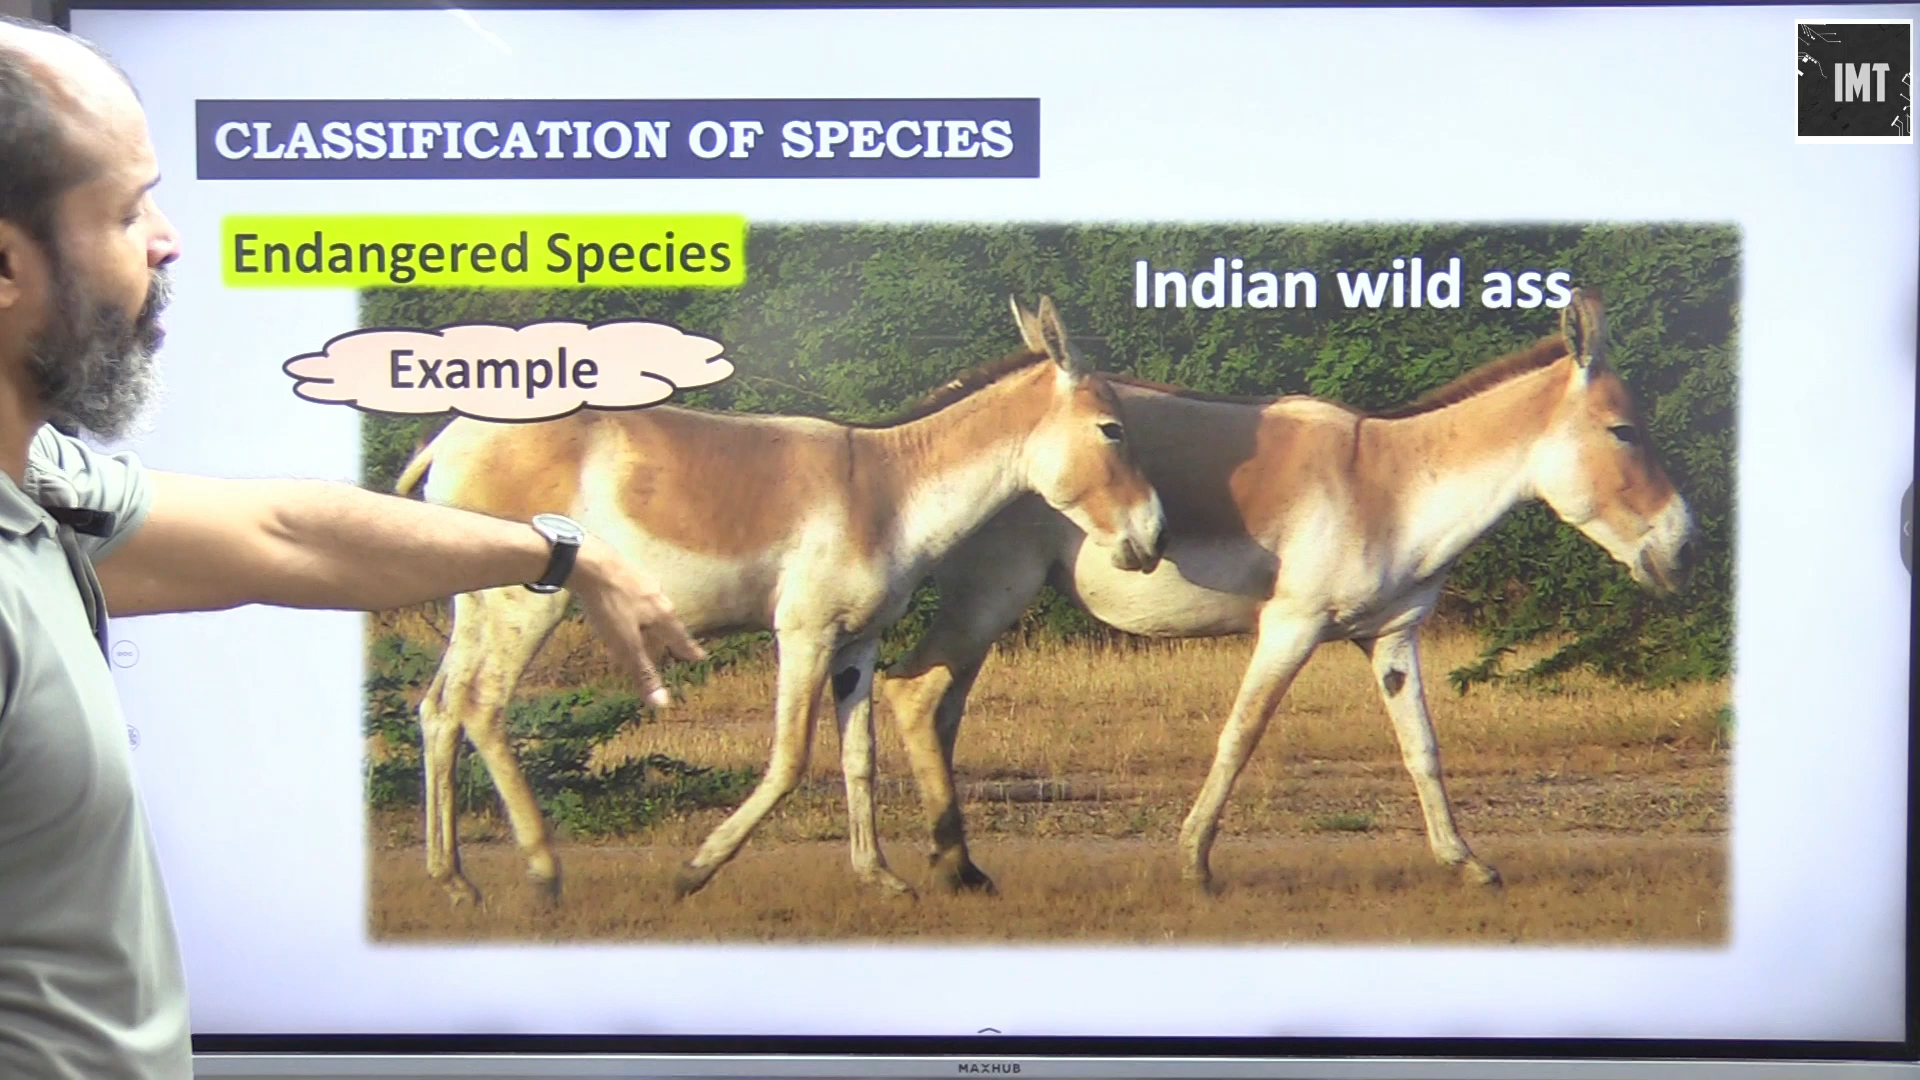 IMT
CLASSIFICATION OF SPECIES
Endangered Species
Indian wild ass
Example
MAXHUB